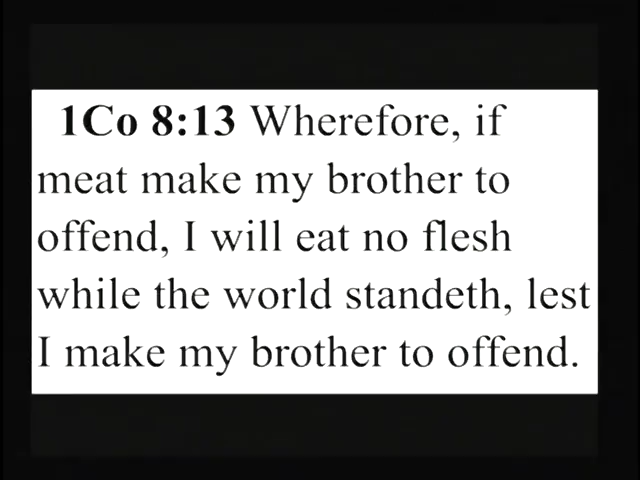 1Co 8:13 Wherefore, if
meat make my brother to
offend, I will eat no flesh
while the world standeth, lest
I make my brother to offend.